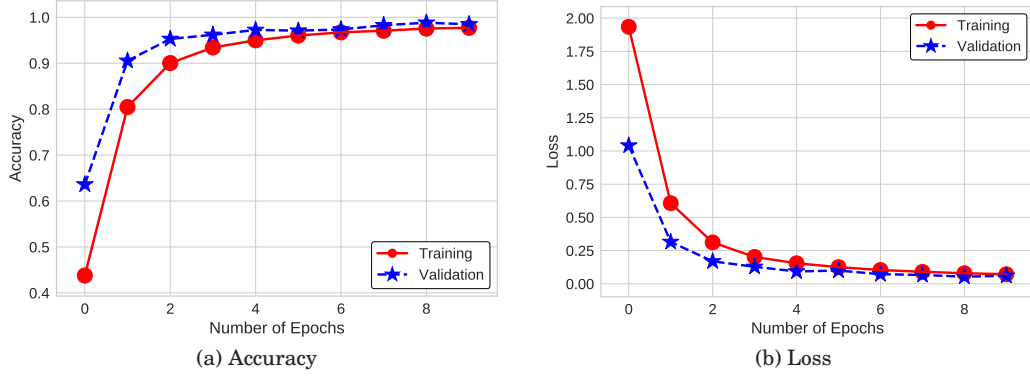 1.0
0.9
0.8
0.7
0.6
0.5
0.4
Accuracy
0 2 4 6 8
Number of Epochs
Training
Validation
(a) Accuracy
2.00
1.75
1.50
1.25
1.00
0.75
0.50
0.25
0.00
Loss
0 2 4 6 8
Number of Epochs
Training
Validation
(b) Loss